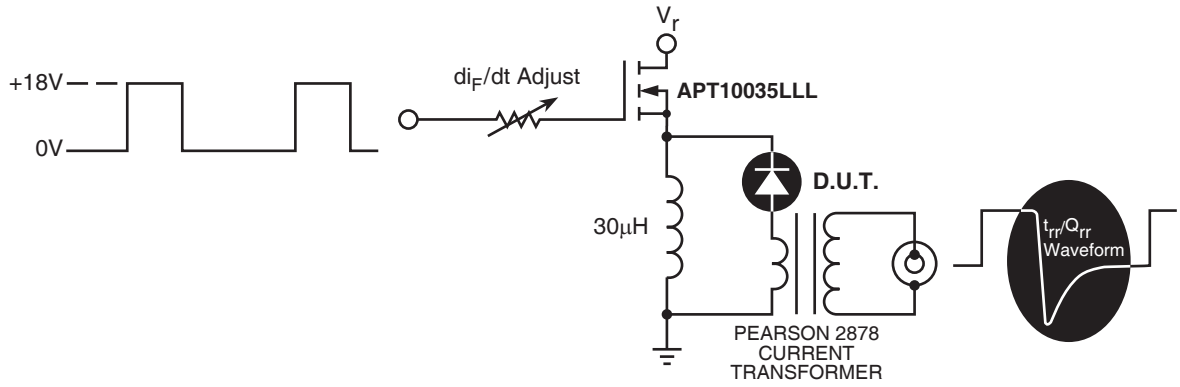 V_r
+18V
0V
di_F/dt Adjust
APT10035LLL
D.U.T.
30μH
t_rr/Q_rr
Waveform
PEARSON 2878
CURRENT
TRANSFORMER